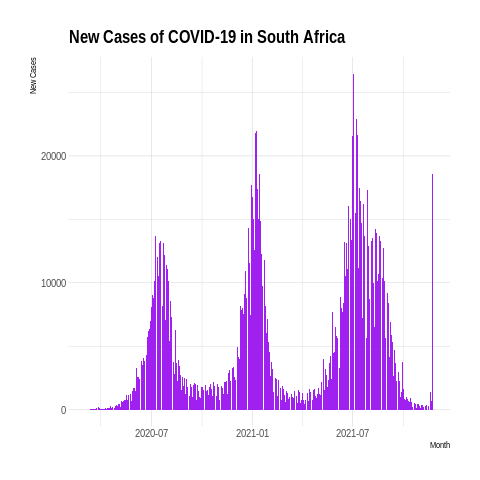 New Cases of COVID-19 in South Africa
New Cases
20000
10000
0
2020-07 2021-01 2021-07
Month